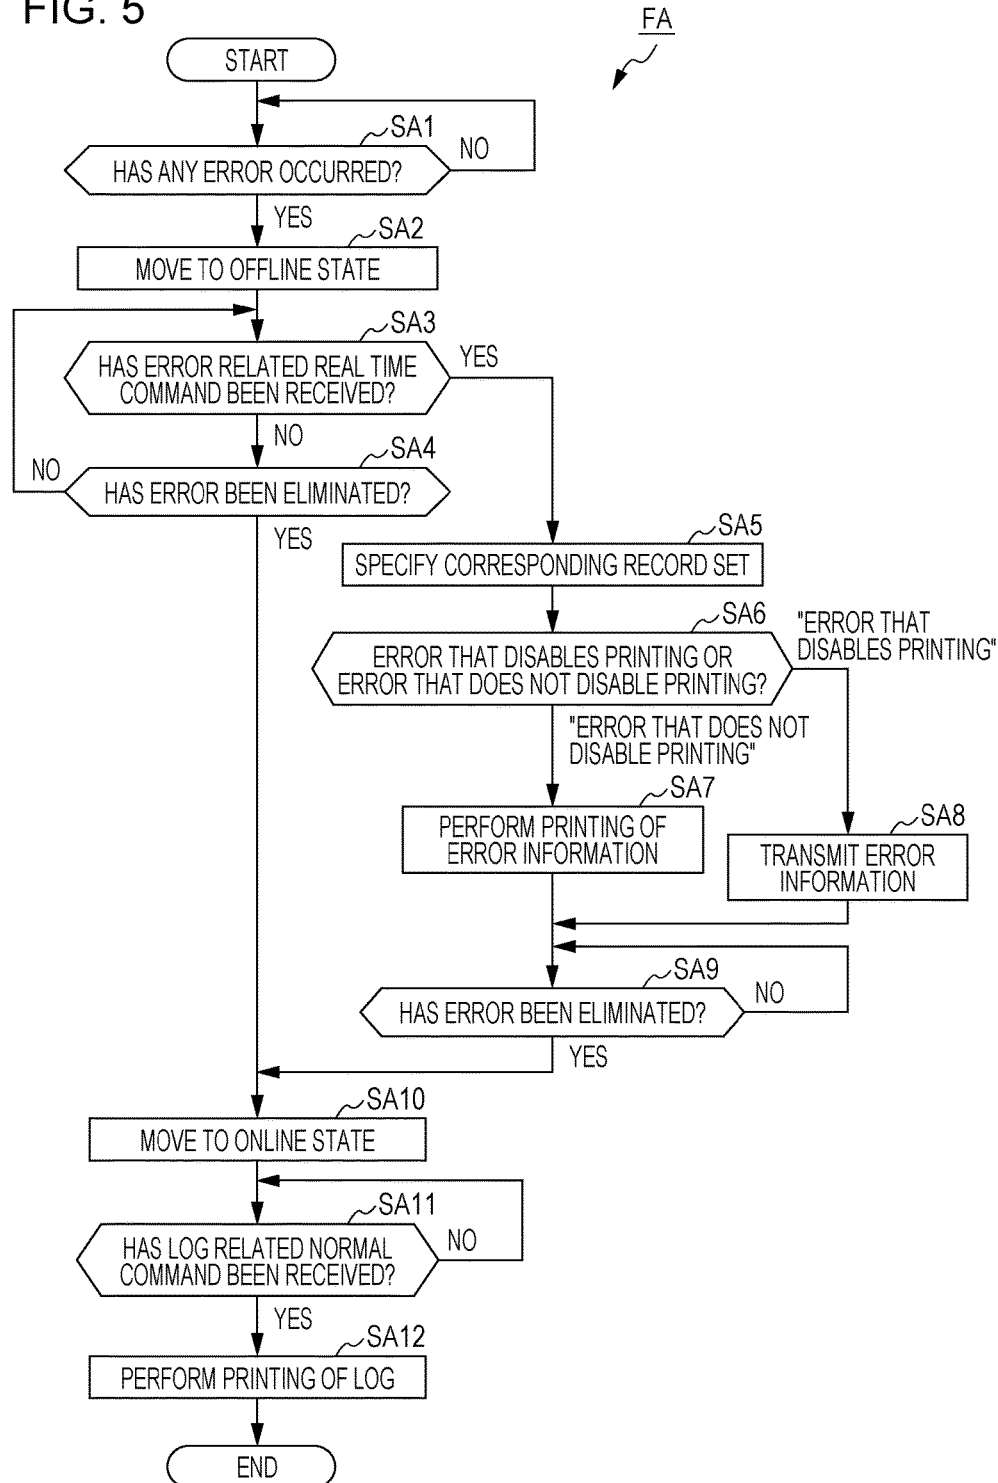 FIG. 5
FA
START
SA1
HAS ANY ERROR OCCURRED?
NO
YES
SA2
MOVE TO OFFLINE STATE
SA3
HAS ERROR RELATED REAL TIME
COMMAND BEEN RECEIVED?
YES
NO
SA4
NO
HAS ERROR BEEN ELIMINATED?
YES
SA5
SPECIFY CORRESPONDING RECORD SET
SA6
ERROR THAT DISABLES PRINTING OR
ERROR THAT DOES NOT DISABLE PRINTING?
"ERROR THAT
DISABLES PRINTING"
"ERROR THAT DOES NOT
DISABLE PRINTING"
SA7
PERFORM PRINTING OF
ERROR INFORMATION
SA8
TRANSMIT ERROR
INFORMATION
SA9
HAS ERROR BEEN ELIMINATED?
NO
YES
SA10
MOVE TO ONLINE STATE
SA11
HAS LOG RELATED NORMAL
COMMAND BEEN RECEIVED?
NO
YES
SA12
PERFORM PRINTING OF LOG
END